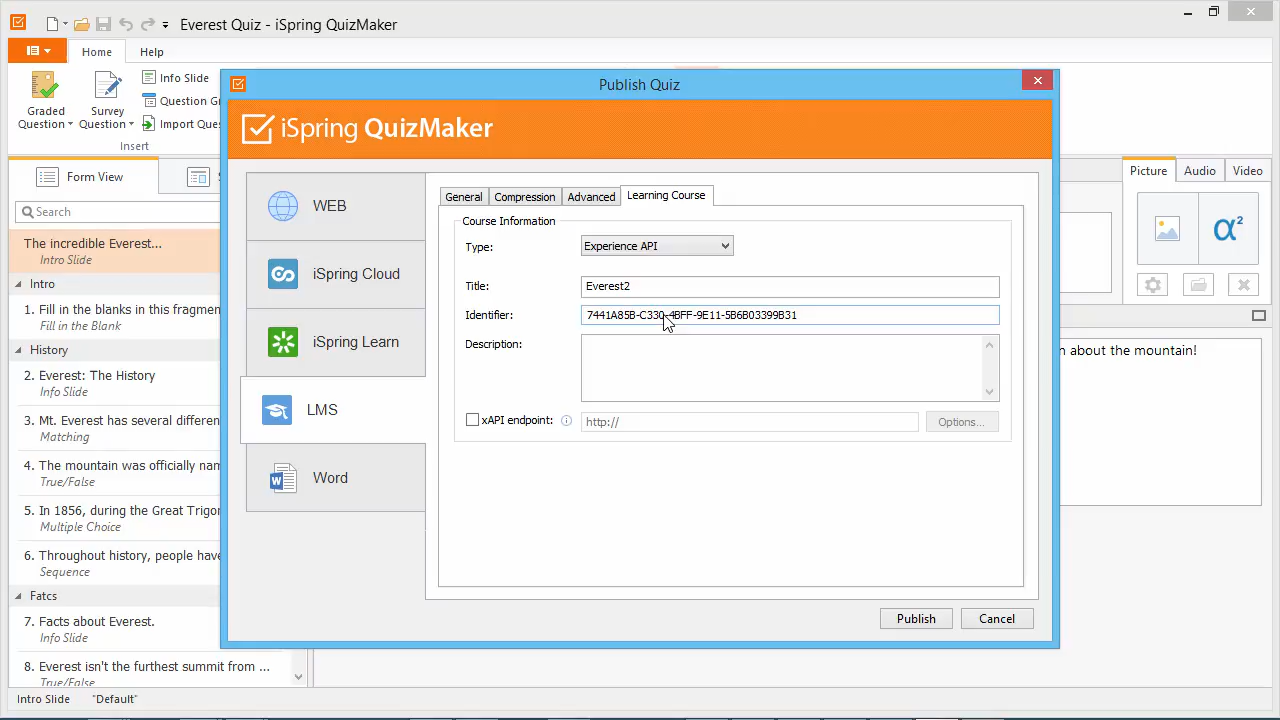 Everest Quiz - iSpring QuizMaker
Home
Help
Graded
Question
Survey
Question
Info Slide
Question Gr
Import Que
Insert
Form View
Search
The incredible Everest...
Intro Slide
Intro
1. Fill in the blanks in this fragmer
Fill in the Blank
History
2. Everest: The History
Info Slide
3. Mt. Everest has several differen
Matching
4. The mountain was officially nam
True/False
5. In 1856, during the Great Trigor
Multiple Choice
6. Throughout history, people have
Sequence
Fatcs
7. Facts about Everest.
Info Slide
8. Everest isn't the furthest summit from ...
True/False
Intro Slide
"Default"
Publish Quiz
iSpring QuizMaker
WEB
iSpring Cloud
iSpring Learn
LMS
Word
General
Compression
Advanced
Learning Course
Course Information
Type:
Experience API
Title:
Everest2
Identifier:
7441A85B-C330-4BFF-9E11-5B6B03399B31
Description:
xAPI endpoint:
http://
Options...
Publish
Cancel
Picture
Audio
Video
α²
n about the mountain!